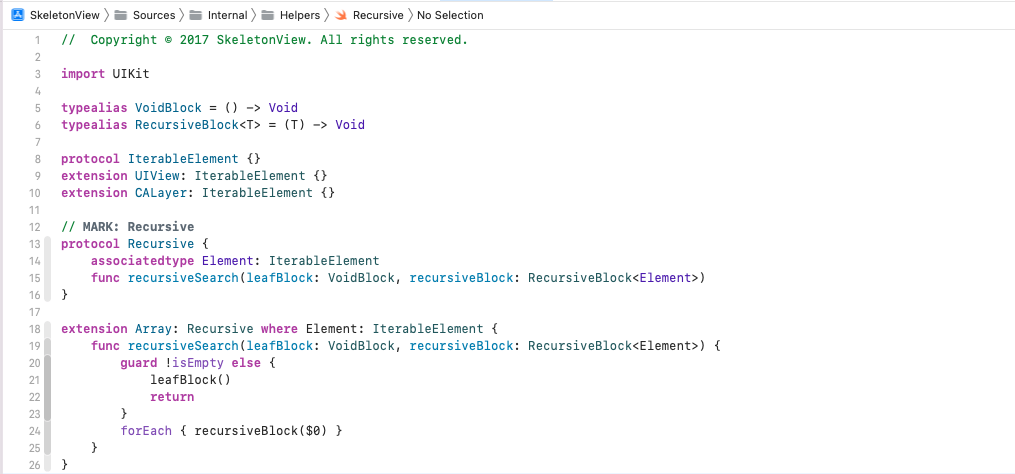 SkeletonView 〉 Sources 〉 Internal 〉 Helpers 〉 Recursive 〉 No Selection
1 //  Copyright © 2017 SkeletonView. All rights reserved.
2
3 import UIKit
4
5 typealias VoidBlock = () -> Void
6 typealias RecursiveBlock<T> = (T) -> Void
7
8 protocol IterableElement {}
9 extension UIView: IterableElement {}
10 extension CALayer: IterableElement {}
11
12 // MARK: Recursive
13 protocol Recursive {
14     associatedtype Element: IterableElement
15     func recursiveSearch(leafBlock: VoidBlock, recursiveBlock: RecursiveBlock<Element>)
16 }
17
18 extension Array: Recursive where Element: IterableElement {
19     func recursiveSearch(leafBlock: VoidBlock, recursiveBlock: RecursiveBlock<Element>) {
20         guard !isEmpty else {
21             leafBlock()
22             return
23         }
24         forEach { recursiveBlock($0) }
25     }
26 }